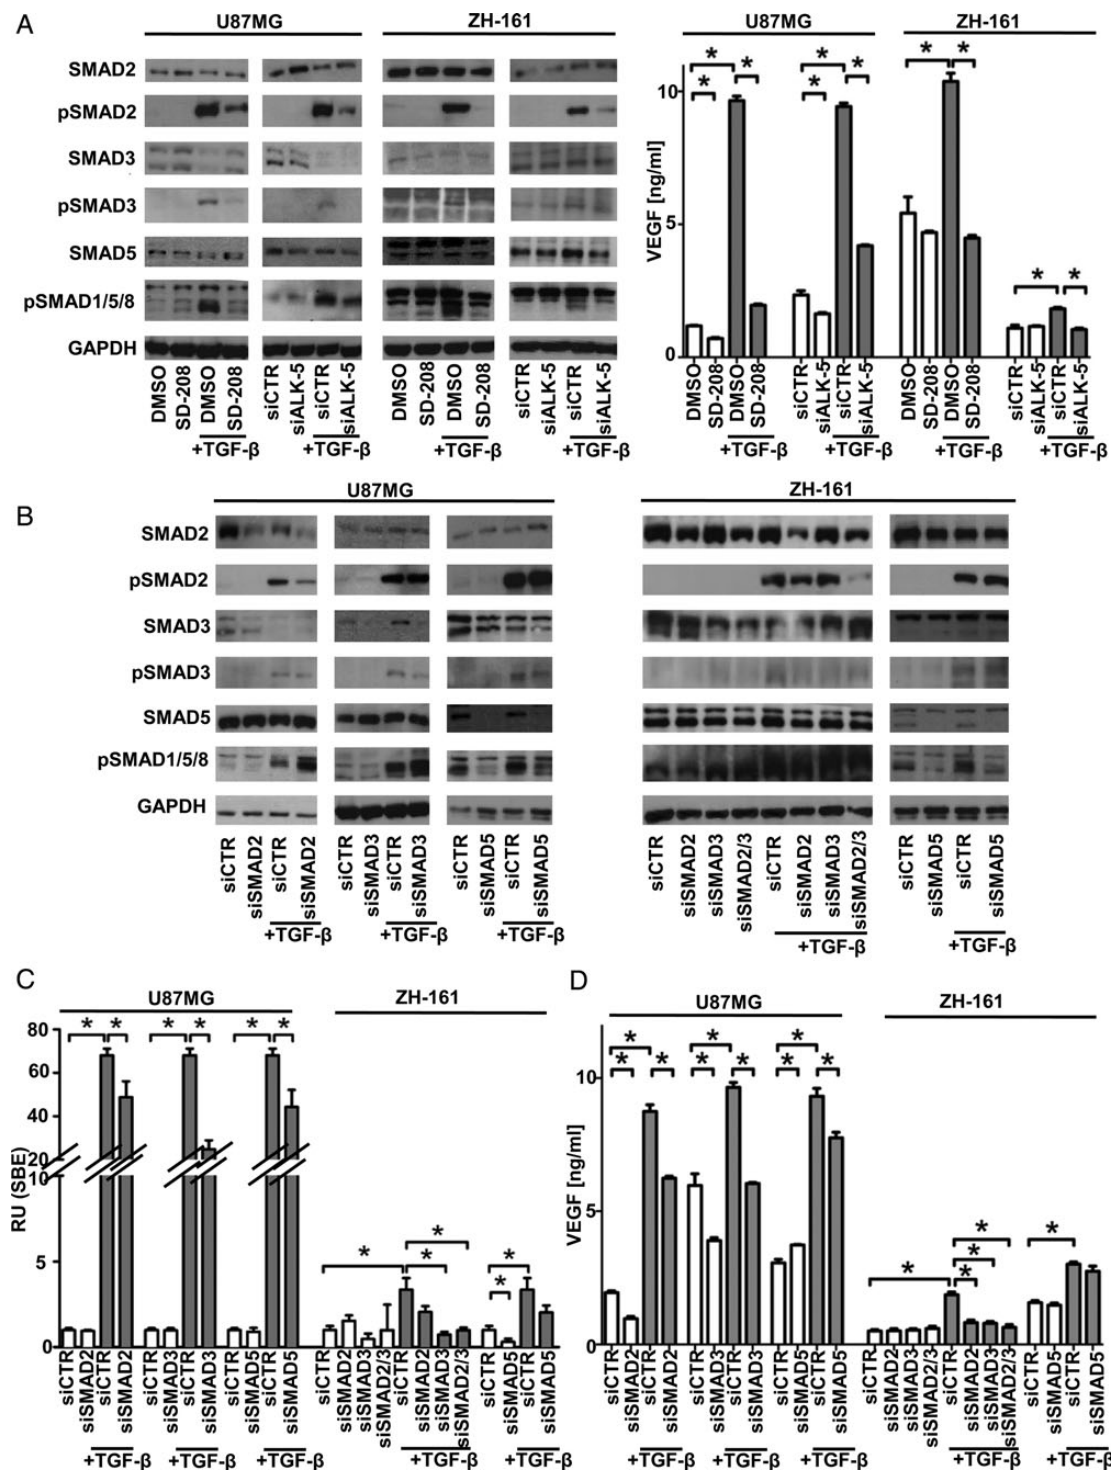 A
U87MG
ZH-161
SMAD2
pSMAD2
SMAD3
pSMAD3
SMAD5
pSMAD1/5/8
GAPDH
DMSO SD-208 DMSO SD-208 siCTR siALK-5 siCTR siALK-5 DMSO SD-208 DMSO SD-208 siCTR siALK-5 siCTR siALK-5
+TGF-β +TGF-β +TGF-β +TGF-β
U87MG
ZH-161
* * * * * * * * * *
VEGF [ng/ml]
10
5
0
DMSO SD-208 DMSO SD-208 siCTR siALK-5 siCTR siALK-5 DMSO SD-208 DMSO SD-208 siCTR siALK-5 siCTR siALK-5
+TGF-β +TGF-β +TGF-β +TGF-β
B
U87MG
ZH-161
SMAD2
pSMAD2
SMAD3
pSMAD3
SMAD5
pSMAD1/5/8
GAPDH
siCTR siSMAD2 siCTR siSMAD2 siCTR siSMAD3 siCTR siSMAD3 siCTR siSMAD5 siCTR siSMAD5 siCTR siSMAD2 siSMAD3 siSMAD2/3 siCTR siSMAD2 siSMAD3 siSMAD2/3 siCTR siSMAD5 siCTR siSMAD5
+TGF-β +TGF-β +TGF-β +TGF-β +TGF-β
C
U87MG
ZH-161
* * * * * * * * * * *
RU (SBE)
80
60
40
20
10
5
0
siCTR siSMAD2 siCTR siSMAD2 siCTR siSMAD3 siCTR siSMAD3 siCTR siSMAD5 siCTR siSMAD5 siCTR siSMAD2 siSMAD3 siSMAD2/3 siCTR siSMAD2 siSMAD3 siSMAD2/3 siCTR siSMAD5 siCTR siSMAD5
+TGF-β +TGF-β +TGF-β +TGF-β +TGF-β
D
U87MG
ZH-161
* * * * * * * * * * * * * *
VEGF [ng/ml]
10
5
0
siCTR siSMAD2 siCTR siSMAD2 siCTR siSMAD3 siCTR siSMAD3 siCTR siSMAD5 siCTR siSMAD5 siCTR siSMAD2 siSMAD3 siSMAD2/3 siCTR siSMAD2 siSMAD3 siSMAD2/3 siCTR siSMAD5 siCTR siSMAD5
+TGF-β +TGF-β +TGF-β +TGF-β +TGF-β